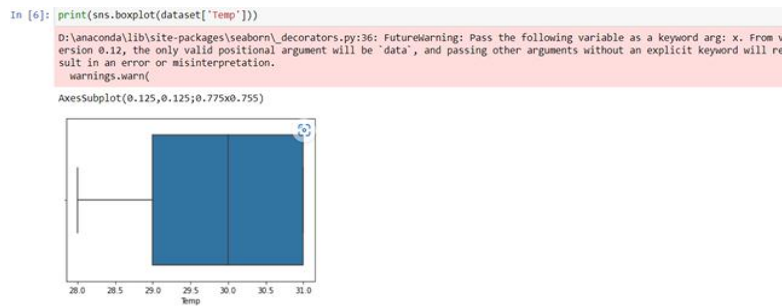 In [6]: print(sns.boxplot(dataset['Temp']))
D:\anaconda\lib\site-packages\seaborn\_decorators.py:36: FutureWarning: Pass the following variable as a keyword arg: x. From v
ersion 0.12, the only valid positional argument will be `data`, and passing other arguments without an explicit keyword will re
sult in an error or misinterpretation.
warnings.warn(
AxesSubplot(0.125,0.125;0.775x0.755)
28.0 28.5 29.0 29.5 30.0 30.5 31.0
Temp